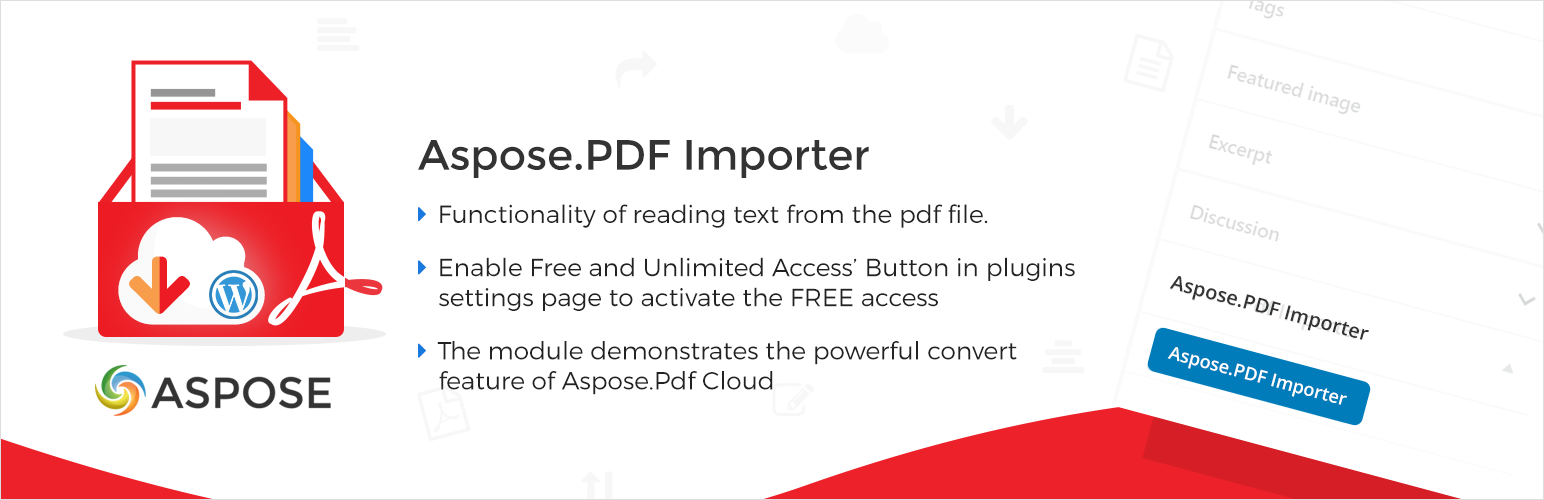 Aspose.PDF Importer
Functionality of reading text from the pdf file.
Enable Free and Unlimited Access’ Button in plugins
settings page to activate the FREE access
The module demonstrates the powerful convert
feature of Aspose.Pdf Cloud
ASPOSE
Tags
Featured image
Excerpt
Discussion
Aspose.PDF Importer
Aspose.PDF Importer